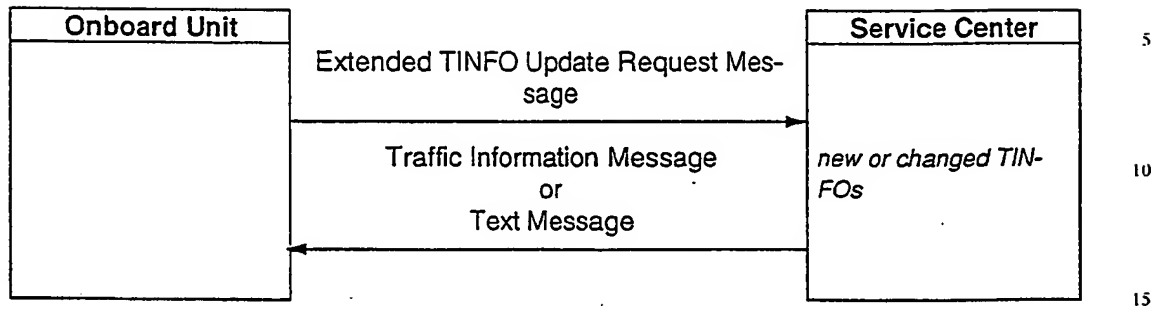 Onboard Unit
Service Center
5
Extended TINFO Update Request Mes-
sage
Traffic Information Message
or
Text Message
new or changed TIN-
FOs
10
15